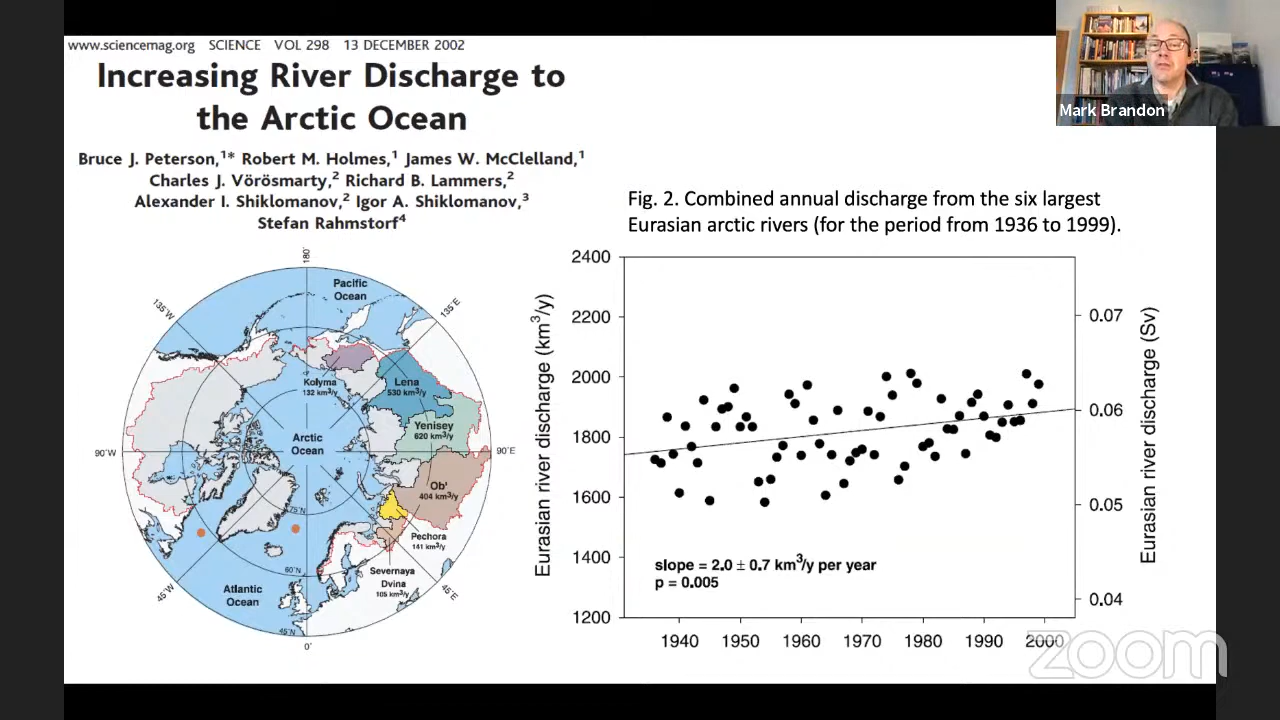 www.sciencemag.org SCIENCE VOL 298 13 DECEMBER 2002
Increasing River Discharge to
the Arctic Ocean
Bruce J. Peterson,1* Robert M. Holmes,1 James W. McClelland,1
Charles J. Vörösmarty,2 Richard B. Lammers,2
Alexander I. Shiklomanov,2 Igor A. Shiklomanov,3
Stefan Rahmstorf4
Mark Brandon
180°
Pacific
Ocean
135°W
135°E
Kolyma
132 km³/y
Lena
530 km³/y
Yenisey
620 km³/y
Arctic
Ocean
90°W
90°E
Ob'
404 km³/y
75°N
Pechora
141 km³/y
60°N
Severnaya
Dvina
105 km³/y
Atlantic
Ocean
45°W
45°E
45°N
0°
Fig. 2. Combined annual discharge from the six largest
Eurasian arctic rivers (for the period from 1936 to 1999).
Eurasian river discharge (km³/y)
2400
2200
2000
1800
1600
1400
1200
0.07
0.06
0.05
0.04
Eurasian river discharge (Sv)
slope = 2.0 ± 0.7 km³/y per year
p = 0.005
1940 1950 1960 1970 1980 1990 2000
zoom